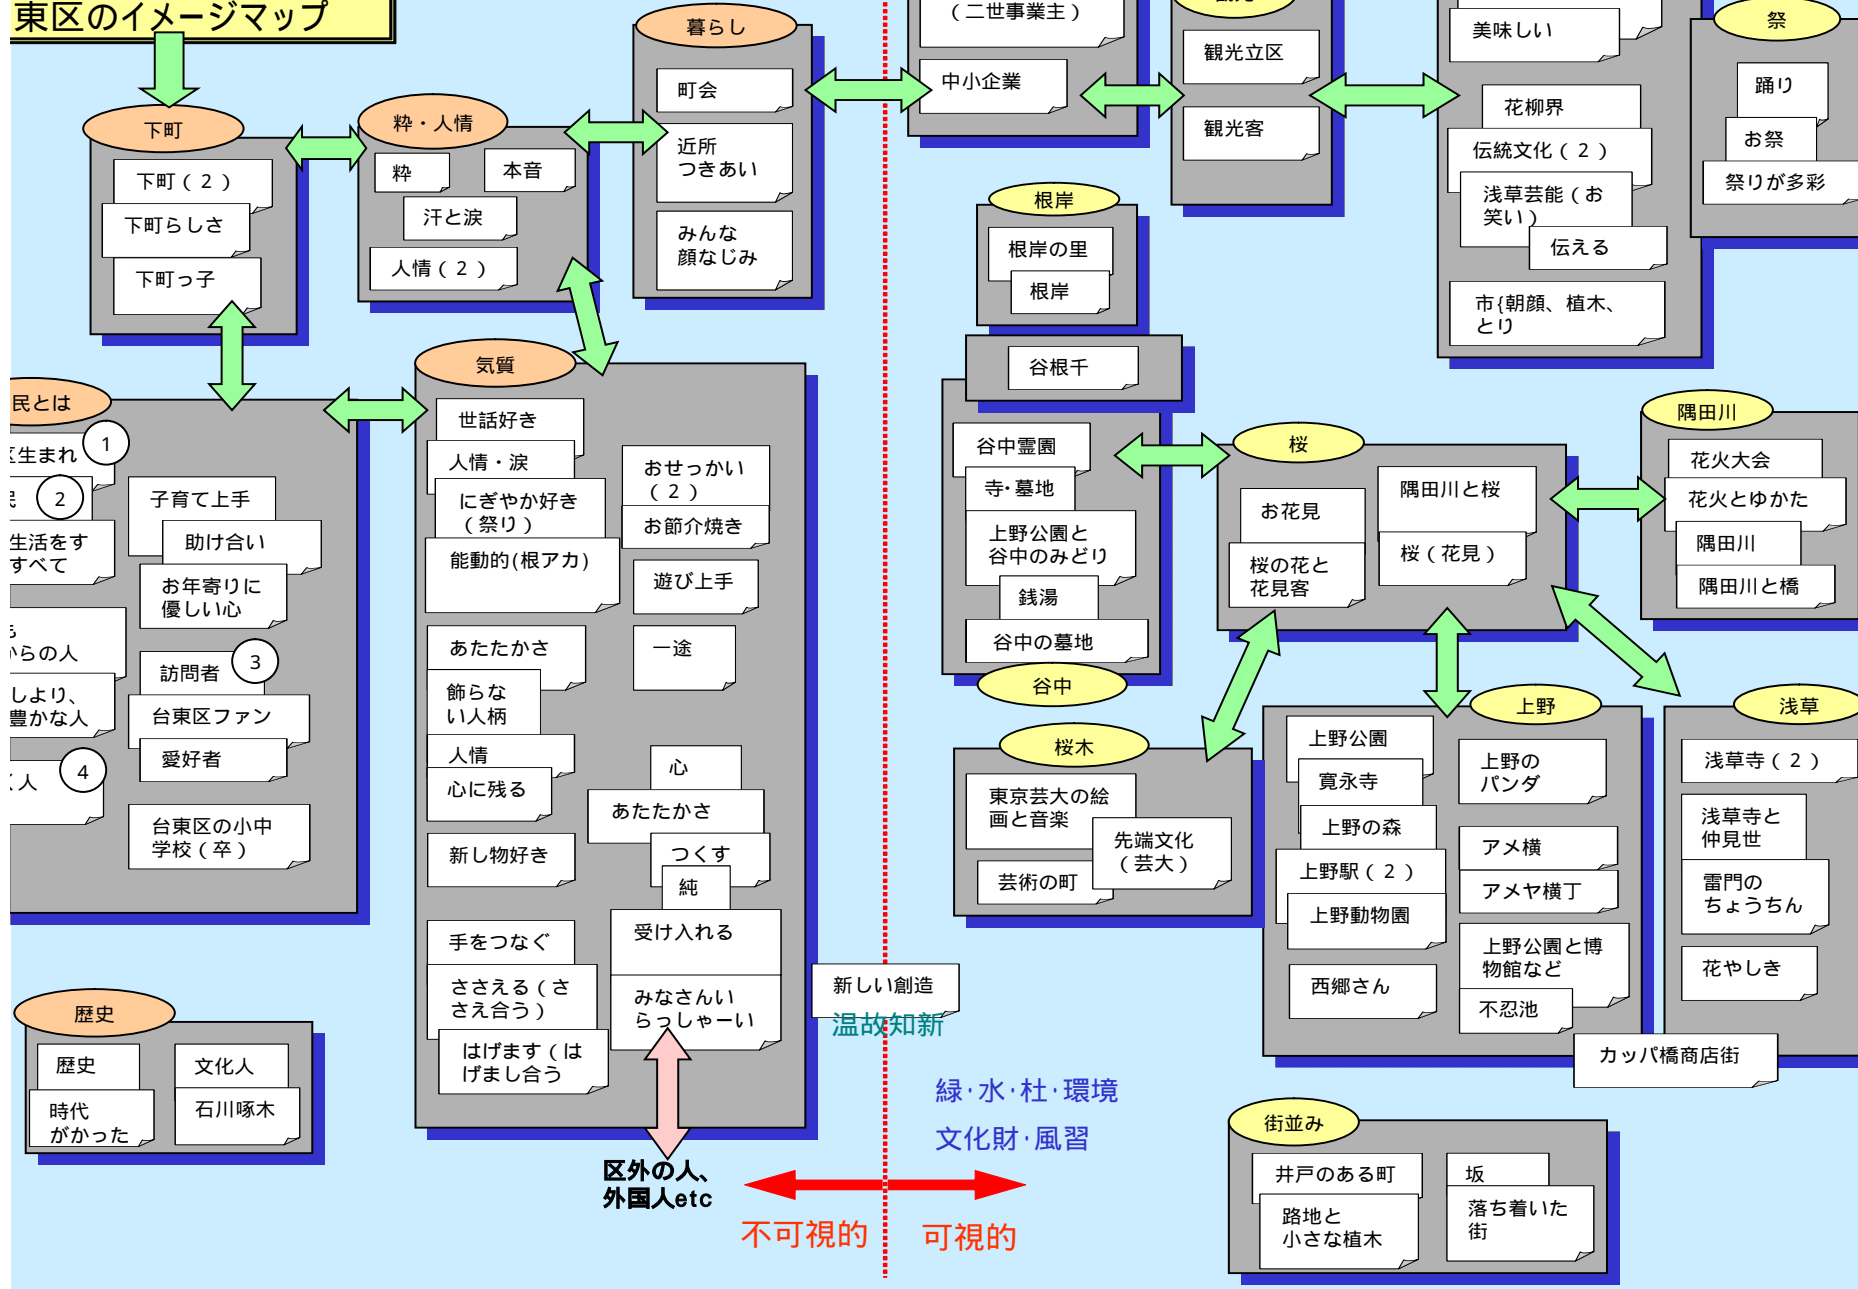 東区のイメージマップ
下町
下町（２）
下町らしさ
下町っ子
粋・人情
粋
本音
汗と涙
人情（２）
暮らし
町会
近所
つきあい
みんな
顔なじみ
（二世事業主）
中小企業
観光立区
観光客
美味しい
花柳界
伝統文化（２）
浅草芸能（お
笑い）
伝える
市{朝顔、植木、
とり
祭
踊り
お祭
祭りが多彩
根岸
根岸の里
根岸
谷根千
谷中霊園
寺・墓地
上野公園と
谷中のみどり
銭湯
谷中の墓地
谷中
桜
お花見
桜の花と
花見客
隅田川と桜
桜（花見）
隅田川
花火大会
花火とゆかた
隅田川
隅田川と橋
民とは
区生まれ
1
2
生活をす
すべて
からの人
しより、
豊かな人
く人
4
子育て上手
助け合い
お年寄りに
優しい心
訪問者
3
台東区ファン
愛好者
台東区の小中
学校（卒）
気質
世話好き
人情・涙
にぎやか好き
（祭り）
能動的(根アカ)
あたたかさ
飾らな
い人柄
人情
心に残る
新し物好き
手をつなぐ
ささえる（さ
さえ合う）
はげます（は
げまし合う
おせっかい
（２）
お節介焼き
遊び上手
一途
心
あたたかさ
つくす
純
受け入れる
みなさんい
らっしゃーい
桜木
東京芸大の絵
画と音楽
先端文化
（芸大）
芸術の町
上野
上野公園
寛永寺
上野の森
上野駅（２）
上野動物園
西郷さん
上野の
パンダ
アメ横
アメヤ横丁
上野公園と博
物館など
不忍池
浅草
浅草寺（２）
浅草寺と
仲見世
雷門の
ちょうちん
花やしき
カッパ橋商店街
歴史
歴史
時代
がかった
文化人
石川啄木
新しい創造
温故知新
緑・水・杜・環境
文化財・風習
区外の人、
外国人etc
不可視的
可視的
街並み
井戸のある町
路地と
小さな植木
坂
落ち着いた
街